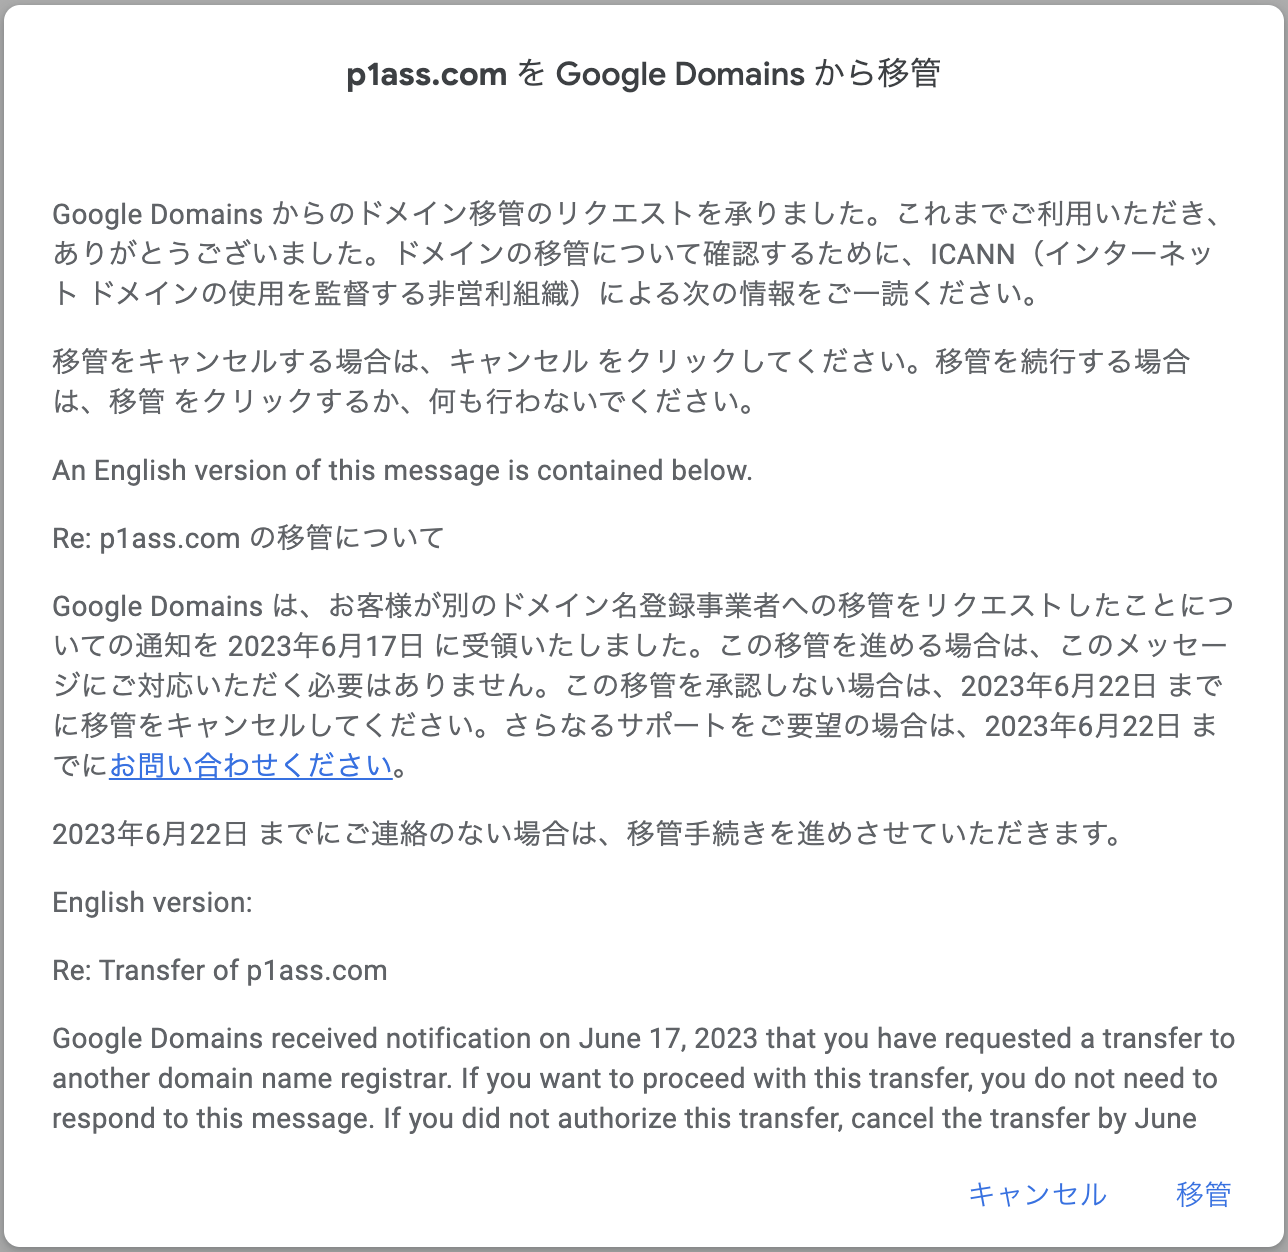 p1ass.com を Google Domains から移管
Google Domains からのドメイン移管のリクエストを承りました。これまでご利用いただき、
ありがとうございました。ドメインの移管について確認するために、ICANN（インターネッ
ト ドメインの使用を監督する非営利組織）による次の情報をご一読ください。
移管をキャンセルする場合は、キャンセル をクリックしてください。移管を続行する場合
は、移管 をクリックするか、何も行わないでください。
An English version of this message is contained below.
Re: p1ass.com の移管について
Google Domains は、お客様が別のドメイン名登録事業者への移管をリクエストしたことにつ
いての通知を 2023年6月17日 に受領いたしました。この移管を進める場合は、このメッセー
ジにご対応いただく必要はありません。この移管を承認しない場合は、2023年6月22日 まで
に移管をキャンセルしてください。さらなるサポートをご要望の場合は、2023年6月22日 ま
でにお問い合わせください。
2023年6月22日 までにご連絡のない場合は、移管手続きを進めさせていただきます。
English version:
Re: Transfer of p1ass.com
Google Domains received notification on June 17, 2023 that you have requested a transfer to
another domain name registrar. If you want to proceed with this transfer, you do not need to
respond to this message. If you did not authorize this transfer, cancel the transfer by June
キャンセル 移管